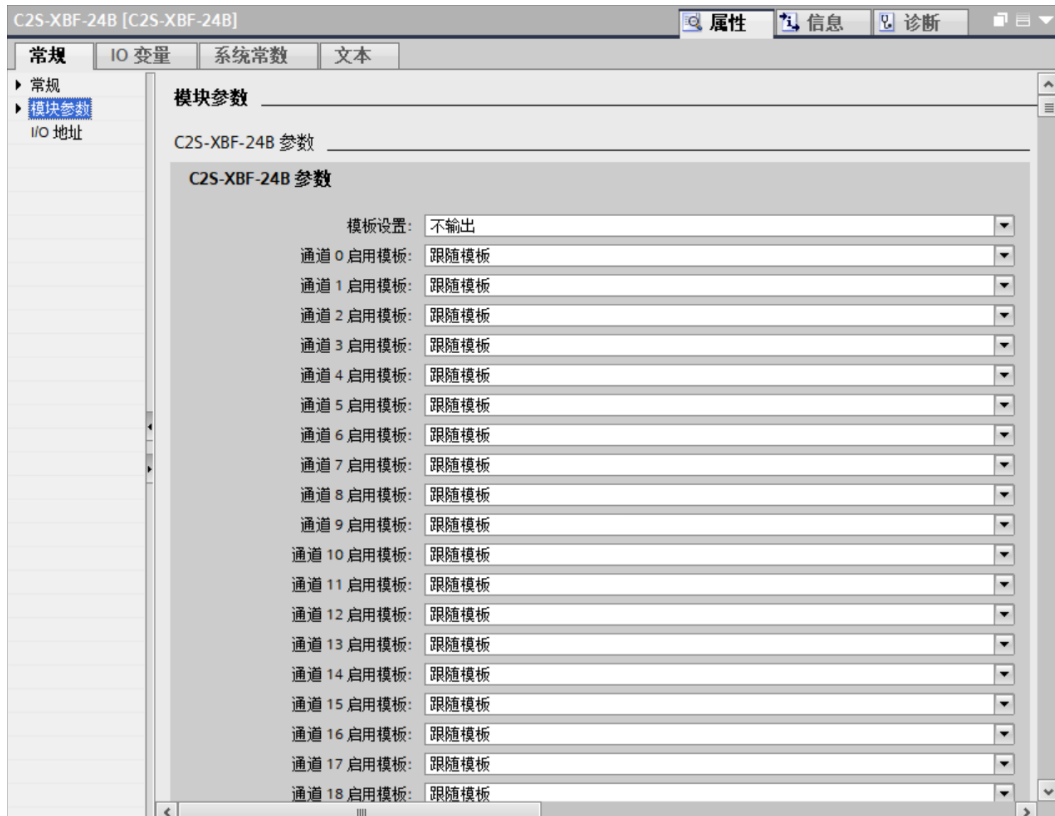 C2S-XBF-24B [C2S-XBF-24B]
属性 信息 诊断
常规 IO 变量 系统常数 文本
常规
模块参数
I/O 地址
模块参数
C2S-XBF-24B 参数
C2S-XBF-24B 参数
模板设置: 不输出
通道 0 启用模板: 跟随模板
通道 1 启用模板: 跟随模板
通道 2 启用模板: 跟随模板
通道 3 启用模板: 跟随模板
通道 4 启用模板: 跟随模板
通道 5 启用模板: 跟随模板
通道 6 启用模板: 跟随模板
通道 7 启用模板: 跟随模板
通道 8 启用模板: 跟随模板
通道 9 启用模板: 跟随模板
通道 10 启用模板: 跟随模板
通道 11 启用模板: 跟随模板
通道 12 启用模板: 跟随模板
通道 13 启用模板: 跟随模板
通道 14 启用模板: 跟随模板
通道 15 启用模板: 跟随模板
通道 16 启用模板: 跟随模板
通道 17 启用模板: 跟随模板
通道 18 启用模板: 跟随模板